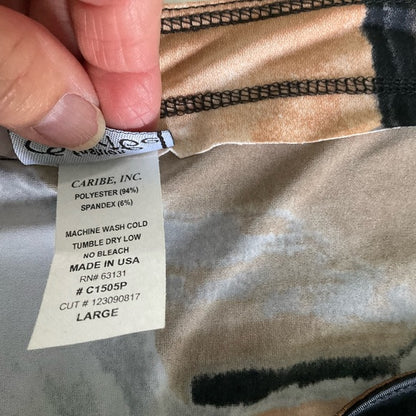 CARIBE, INC.
POLYESTER (94%)
SPANDEX (6%)
MACHINE WASH COLD
TUMBLE DRY LOW
NO BLEACH
MADE IN USA
RN# 63131
# C1505P
CUT # 123090817
LARGE